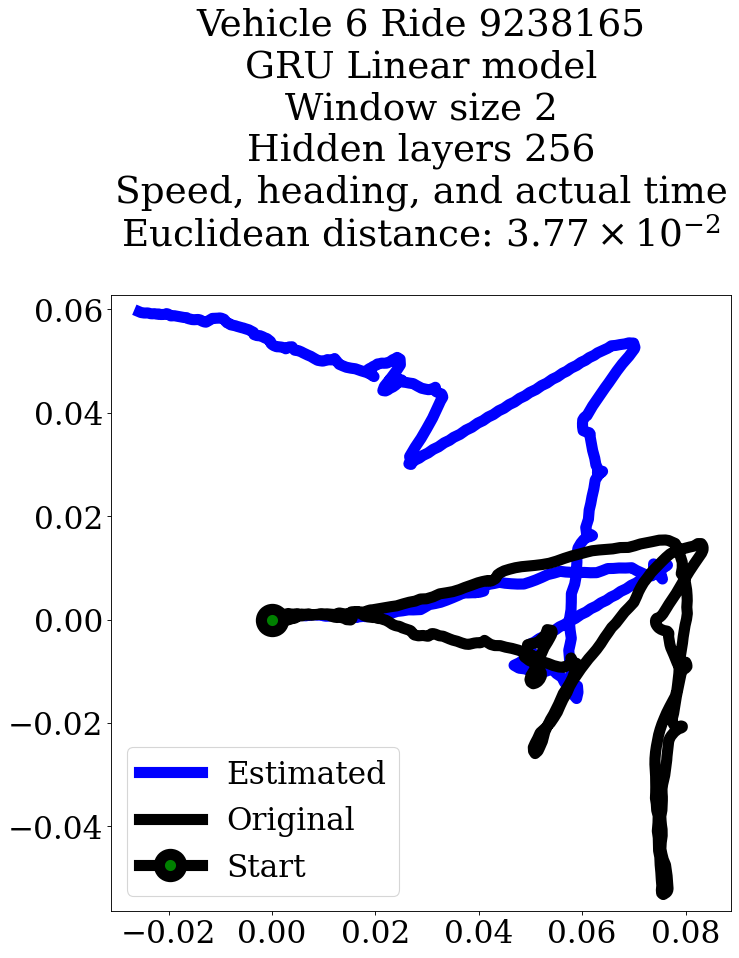 Vehicle 6 Ride 9238165
GRU Linear model
Window size 2
Hidden layers 256
Speed, heading, and actual time
Euclidean distance: 3.77 × 10⁻²
0.06
0.04
0.02
0.00
−0.02
−0.04
Estimated
Original
Start
−0.02 0.00 0.02 0.04 0.06 0.08